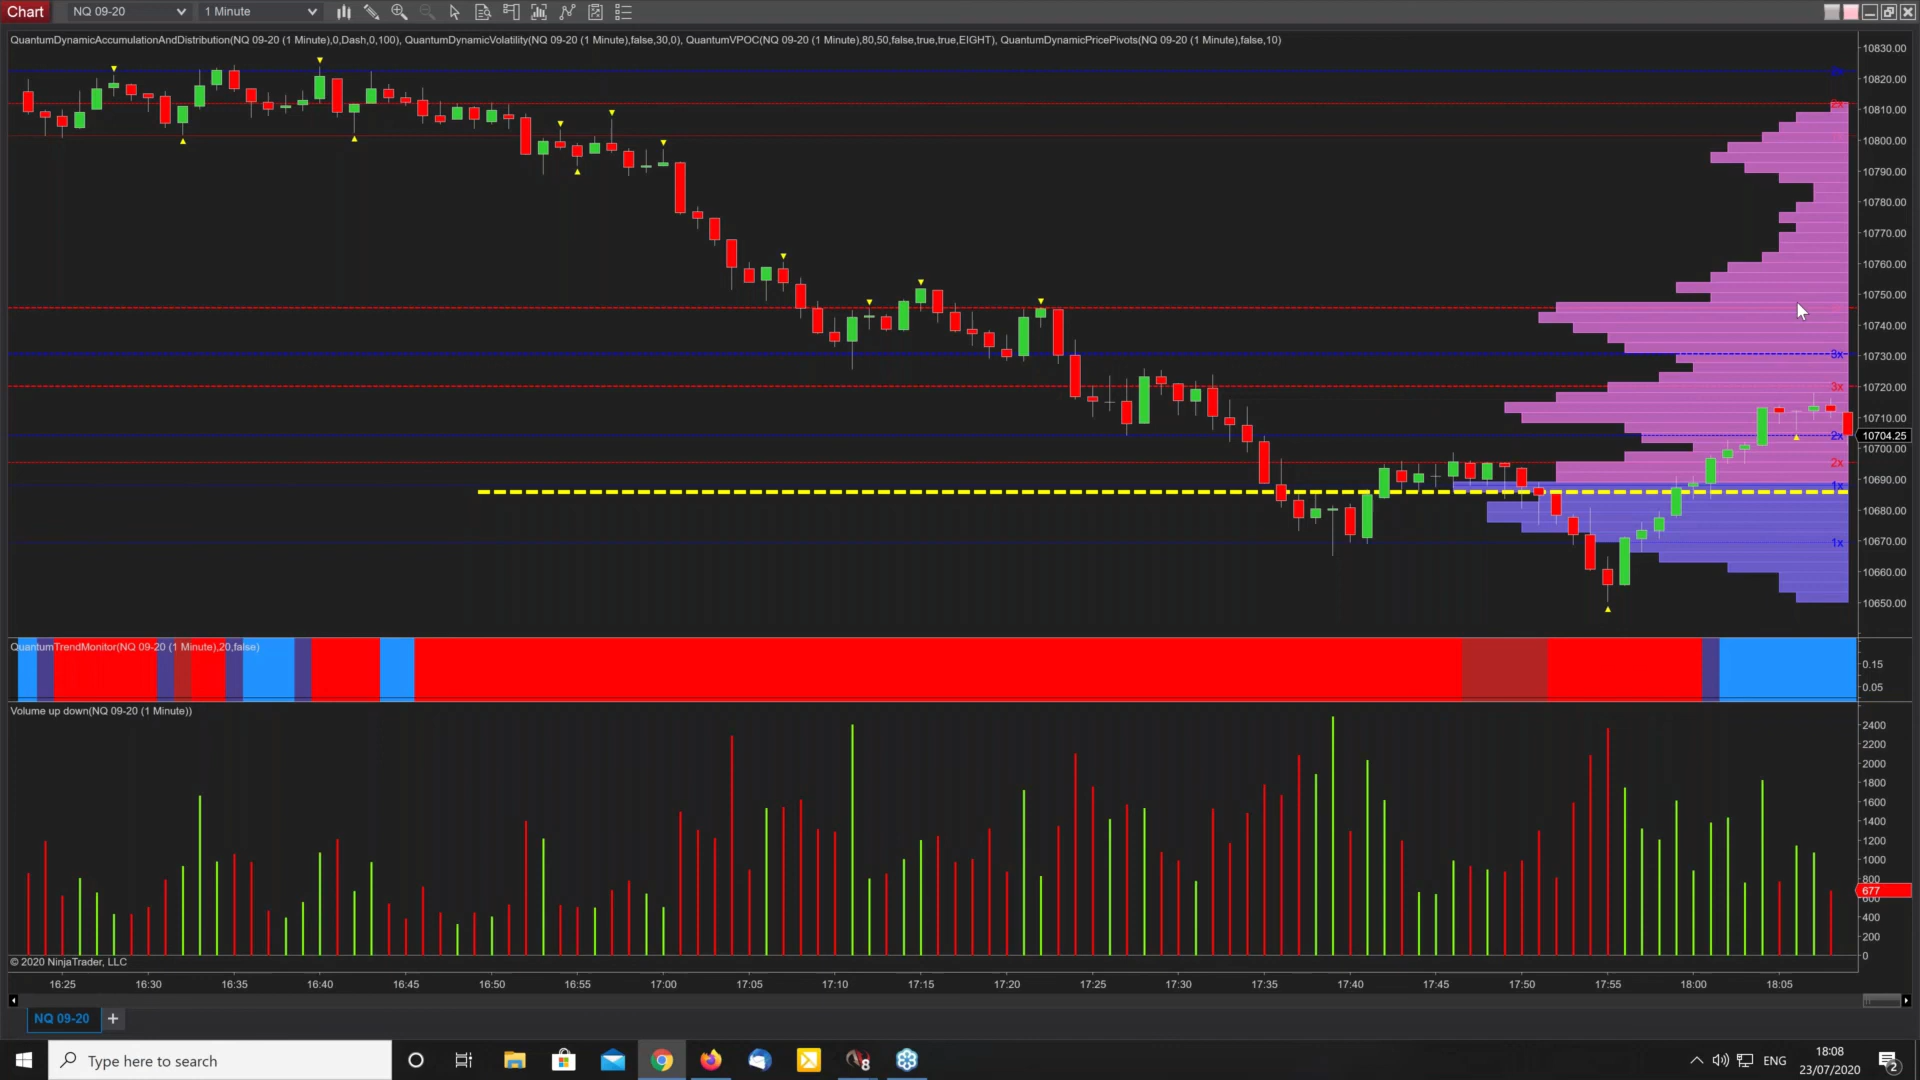 Chart NQ 09-20 1 Minute
QuantumDynamicAccumulationAndDistribution(NQ 09-20 (1 Minute),0,Dash,0,100), QuantumDynamicVolatility(NQ 09-20 (1 Minute),false,30,0), QuantumVPOC(NQ 09-20 (1 Minute),80,50,false,true,true,EIGHT), QuantumDynamicPricePivots(NQ 09-20 (1 Minute),false,10)
10830.00
10820.00
10810.00
10800.00
10790.00
10780.00
10770.00
10760.00
10750.00
10740.00
10730.00
3x
10720.00
3x
10710.00
10704.25
2x
10700.00
2x
10690.00
1x
10680.00
10670.00
1x
10660.00
10650.00
QuantumTrendMonitor(NQ 09-20 (1 Minute),20,false)
0.15
0.05
Volume up down(NQ 09-20 (1 Minute))
2400
2200
2000
1800
1600
1400
1200
1000
800
677
600
400
200
0
© 2020 NinjaTrader, LLC
16:25 16:30 16:35 16:40 16:45 16:50 16:55 17:00 17:05 17:10 17:15 17:20 17:25 17:30 17:35 17:40 17:45 17:50 17:55 18:00 18:05
NQ 09-20 +
Type here to search
8
ENG
18:08
23/07/2020
2